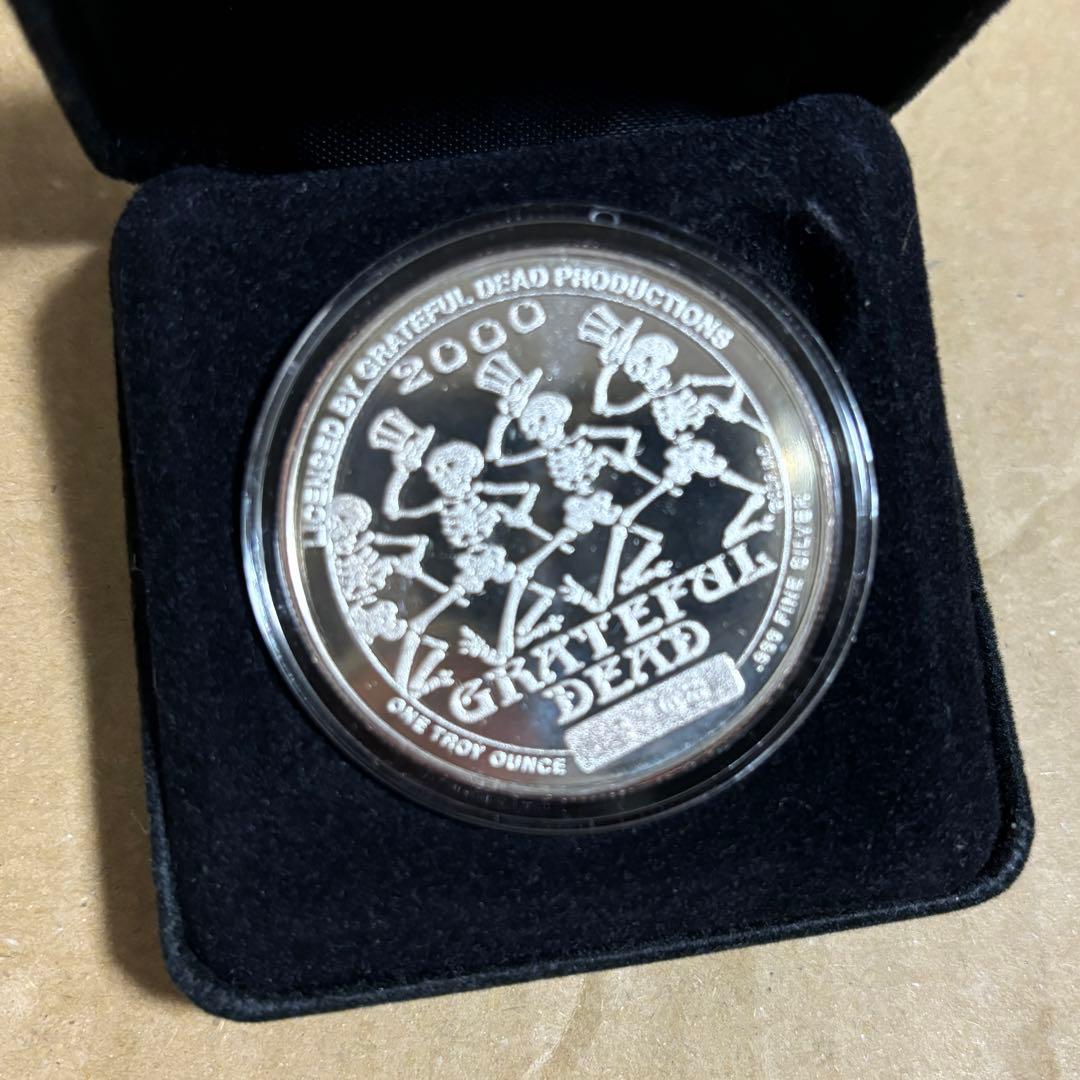 LICENSED BY GRATEFUL DEAD PRODUCTIONS
2000
GRATEFUL
DEAD
ONE TROY OUNCE
.999 FINE SILVER